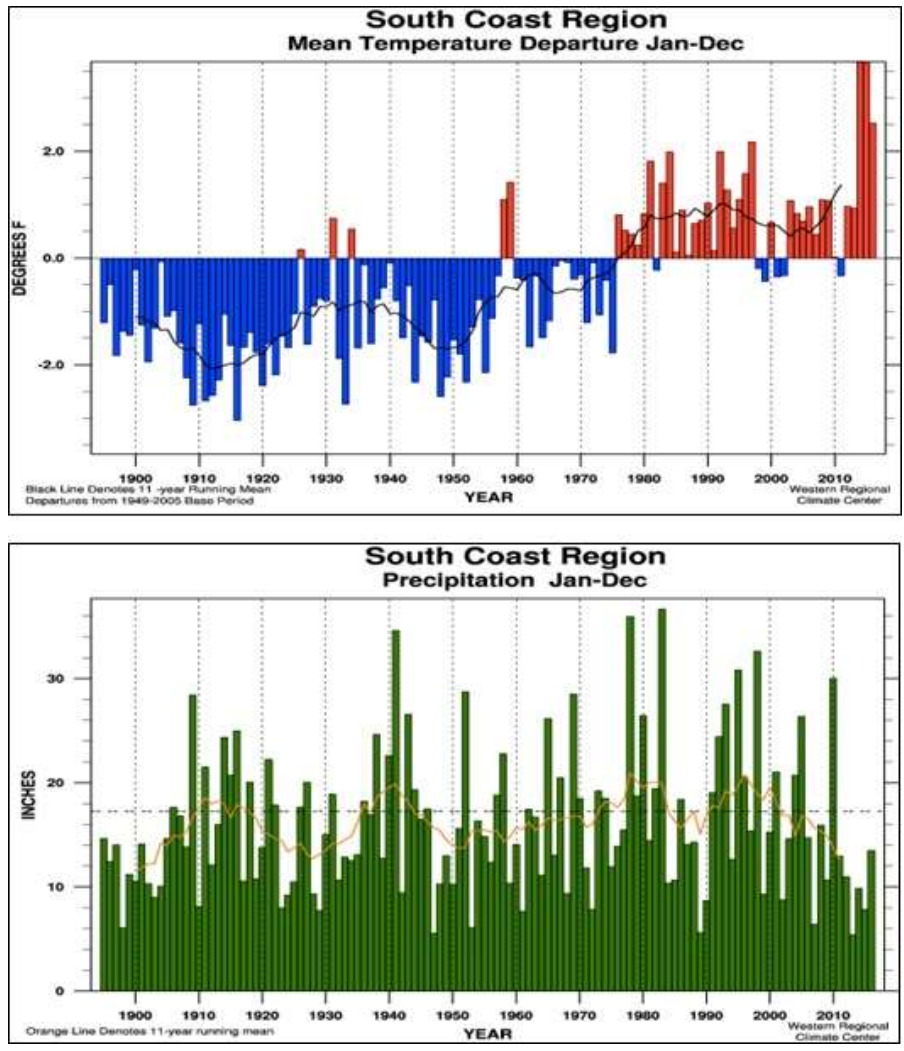 South Coast Region
Mean Temperature Departure Jan-Dec
DEGREES F
2.0
0.0
-2.0
1900 1910 1920 1930 1940 1950 1960 1970 1980 1990 2000 2010
YEAR
Black Line Denotes 11 -year Running Mean
Departures from 1949-2005 Base Period
Western Regional
Climate Center
South Coast Region
Precipitation Jan-Dec
INCHES
30
20
10
0
1900 1910 1920 1930 1940 1950 1960 1970 1980 1990 2000 2010
YEAR
Orange Line Denotes 11-year running mean
Western Regional
Climate Center